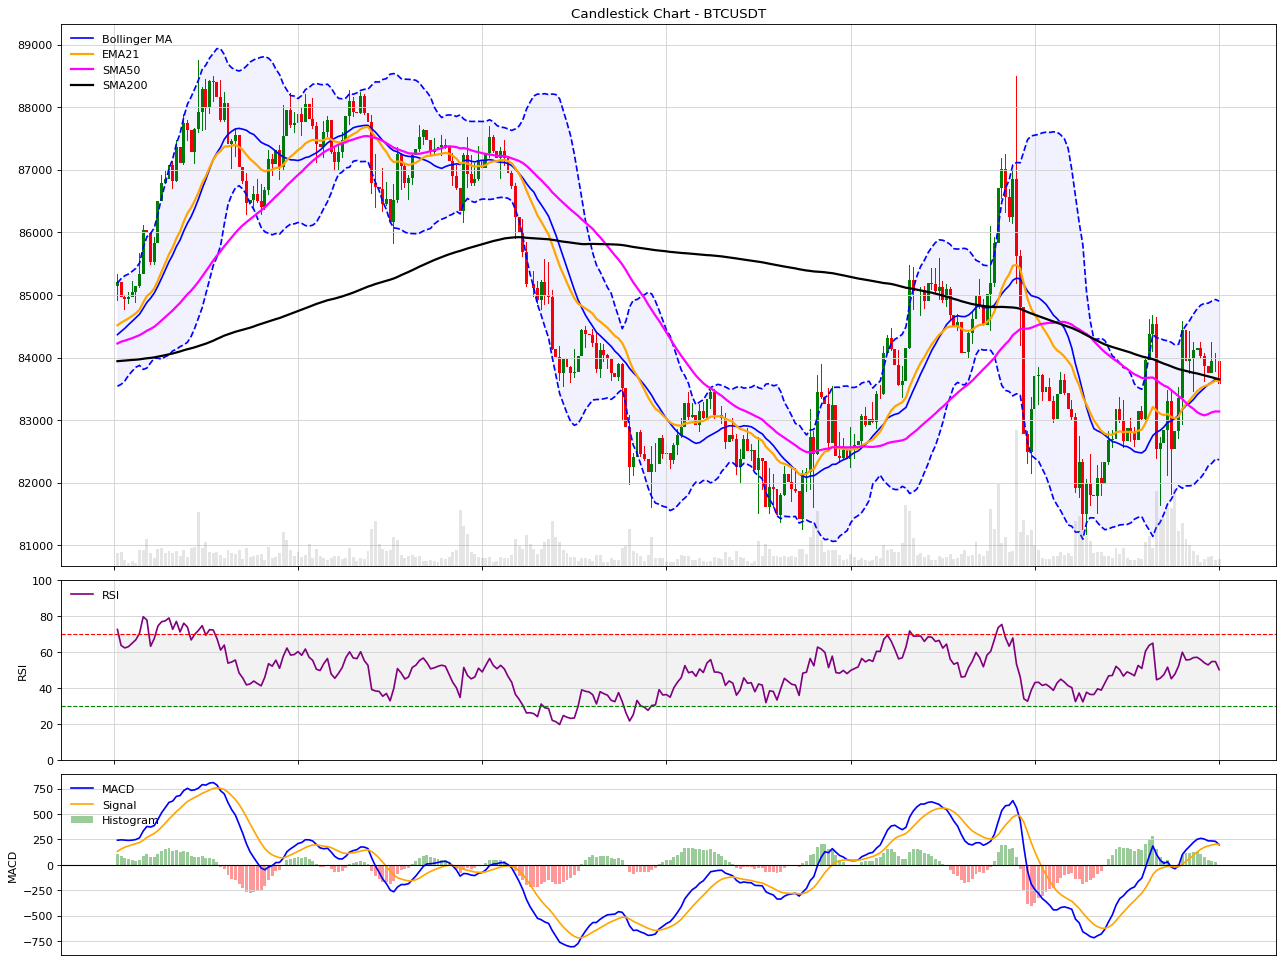 Candlestick Chart - BTCUSDT
Bollinger MA
EMA21
SMA50
SMA200
89000
88000
87000
86000
85000
84000
83000
82000
81000
RSI
RSI
100
80
60
40
20
0
MACD
Signal
Histogram
MACD
750
500
250
0
−250
−500
−750